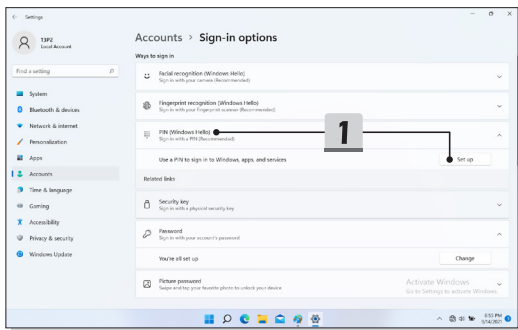 Settings
13P2
Local Account
Find a setting
System
Bluetooth & devices
Network & internet
Personalization
Apps
Accounts
Time & language
Gaming
Accessibility
Privacy & security
Windows Update
Accounts > Sign-in options
Ways to sign in
Facial recognition (Windows Hello)
Sign in with your camera (Recommended)
Fingerprint recognition (Windows Hello)
Sign in with your fingerprint scanner (Recommended)
PIN (Windows Hello)
Sign in with a PIN (Recommended)
1
Use a PIN to sign in to Windows, apps, and services
Set up
Related links
Security key
Sign in with a physical security key
Password
Sign in with your account's password
You're all set up
Change
Picture password
Swipe and tap your favorite photo to unlock your device
Activate Windows
Go to Settings to activate Windows.
6:55 PM
9/14/2021